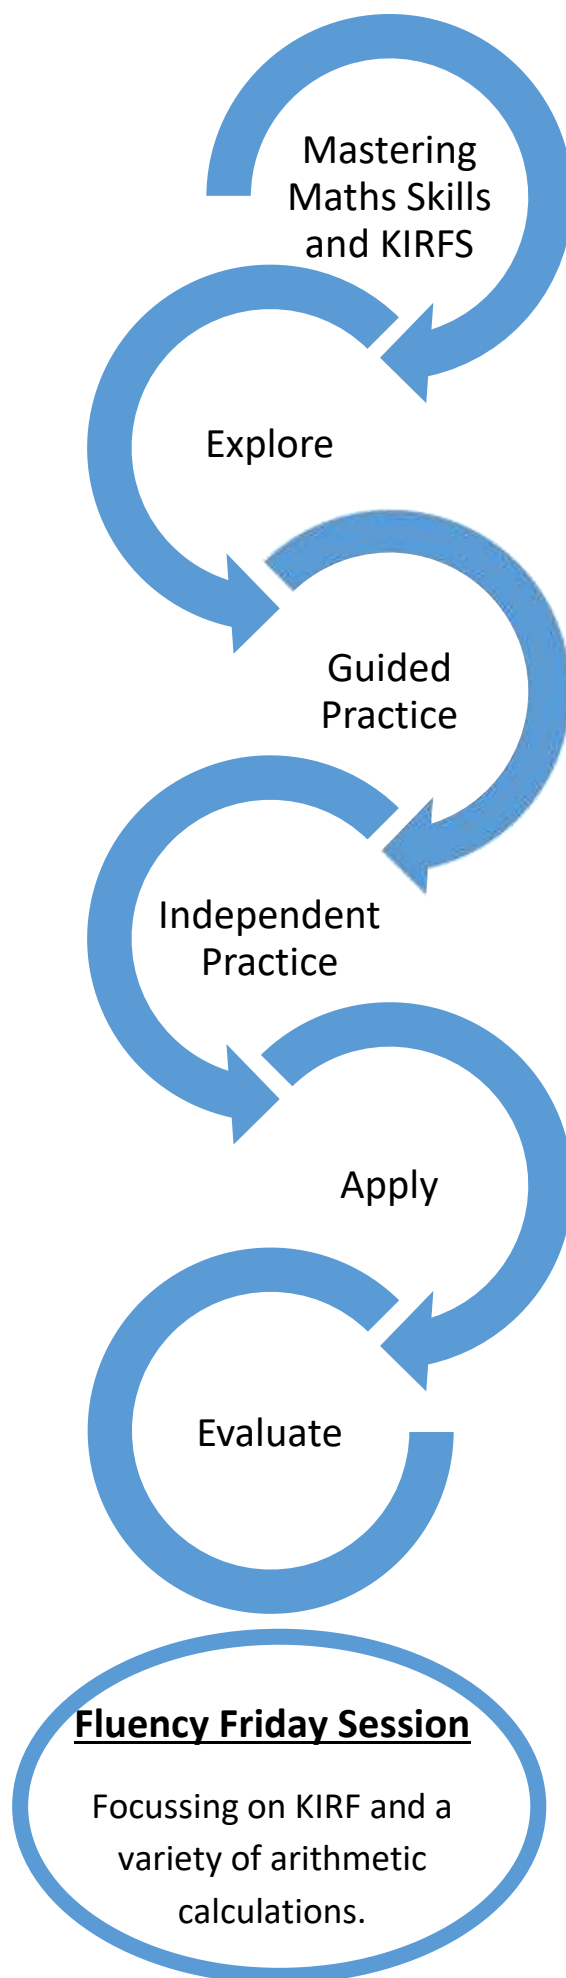 Mastering
Maths Skills
and KIRFS
Explore
Guided
Practice
Independent
Practice
Apply
Evaluate
Fluency Friday Session
Focussing on KIRF and a
variety of arithmetic
calculations.